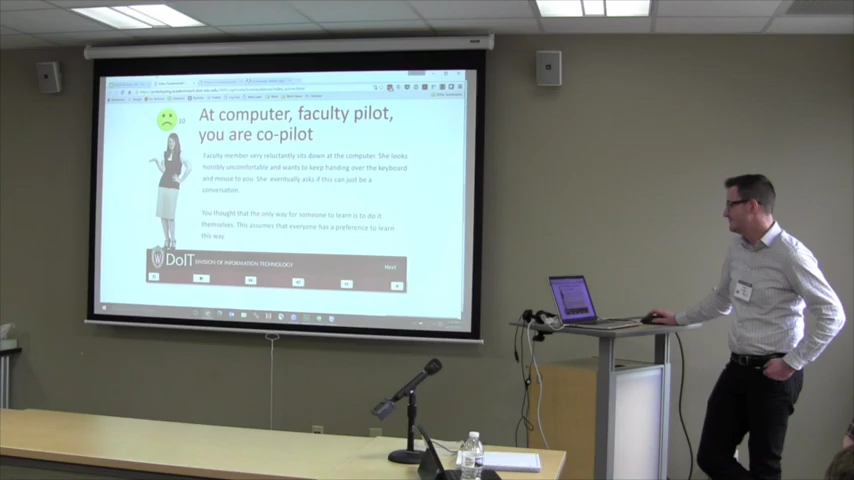 At computer, faculty pilot,
you are co-pilot
10
Faculty member very reluctantly sits down at the computer. She looks
horribly uncomfortable and wants to keep handing over the keyboard
and mouse to you. She eventually asks if this can just be a
conversation.
You thought that the only way for someone to learn is to do it
themselves. This assumes that everyone has a preference to learn
this way.
W DoIT DIVISION OF INFORMATION TECHNOLOGY
NEXT